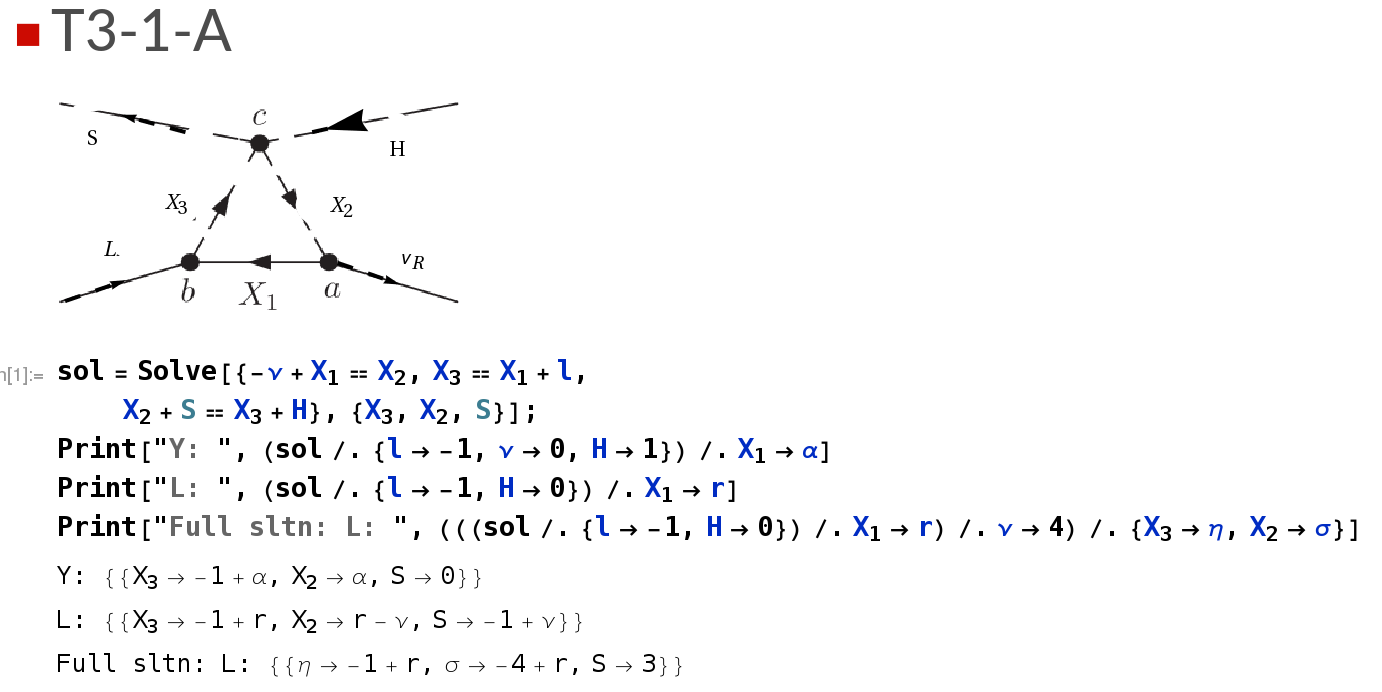 T3-1-A
c
S
H
X3
X2
L.
νR
b
X1
a
n[1]:= sol = Solve[{-ν + X1 == X2, X3 == X1 + l,
X2 + S == X3 + H}, {X3, X2, S}];
Print["Y: ", (sol /. {l → -1, ν → 0, H → 1}) /. X1 → α]
Print["L: ", (sol /. {l → -1, H → 0}) /. X1 → r]
Print["Full sltn: L: ", (((sol /. {l → -1, H → 0}) /. X1 → r) /. ν → 4) /. {X3 → η, X2 → σ}]
Y: {{X3 → -1 + α, X2 → α, S → 0}}
L: {{X3 → -1 + r, X2 → r - ν, S → -1 + ν}}
Full sltn: L: {{η → -1 + r, σ → -4 + r, S → 3}}